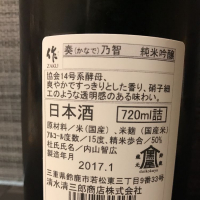 作 ZAKU 奏(かなで)乃智 純米吟醸
協会14号系酵母、
爽やかですっきりとした香り、硝子細
工のような透明感のある味わい。
日本酒 720ml詰
原材料名/米(国産)、米麹(国産米)
アルコール度数/15度、精米歩合/50%
杜氏氏名/内山智広
製造年月
2017.1
三重県鈴鹿市若松東三丁目9番33号
清水清三郎商店株式会社